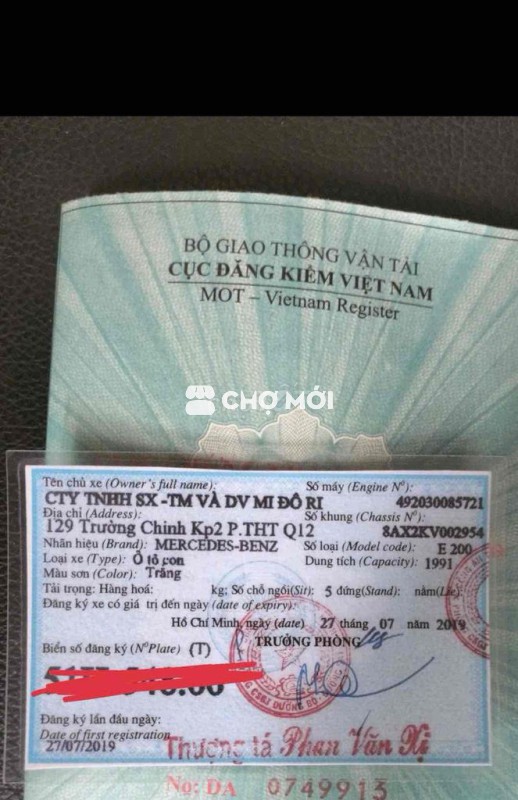 BỘ GIAO THÔNG VẬN TẢI
CỤC ĐĂNG KIỂM VIỆT NAM
MOT – Vietnam Register
CHỢ MỚI
Tên chủ xe (Owner's full name):
CTY TNHH SX -TM VÀ DV MI ĐÔ RI
Số máy (Engine Nº):
492030085721
Địa chỉ (Address):
129 Trường Chinh Kp2 P.THT Q12
Số khung (Chassis Nº):
8AX2KV002954
Nhãn hiệu (Brand): MERCEDES-BENZ
Số loại (Model code): E 200
Loại xe (Type): Ô tô con
Dung tích (Capacity): 1991
Màu sơn (Color): Trắng
Tải trọng: Hàng hoá: kg; Số chỗ ngồi(Sit): 5 đứng(Stand): nằm(Lie):
Đăng ký xe có giá trị đến ngày (date of expiry):
Hồ Chí Minh, ngày (date) 27 tháng 07 năm 2019
Biển số đăng ký (NºPlate) (T)
TRƯỞNG PHÒNG
Đăng ký lần đầu ngày:
Date of first registration
27/07/2019
Thượng tá Phan Văn Xị
No: DA 0749913